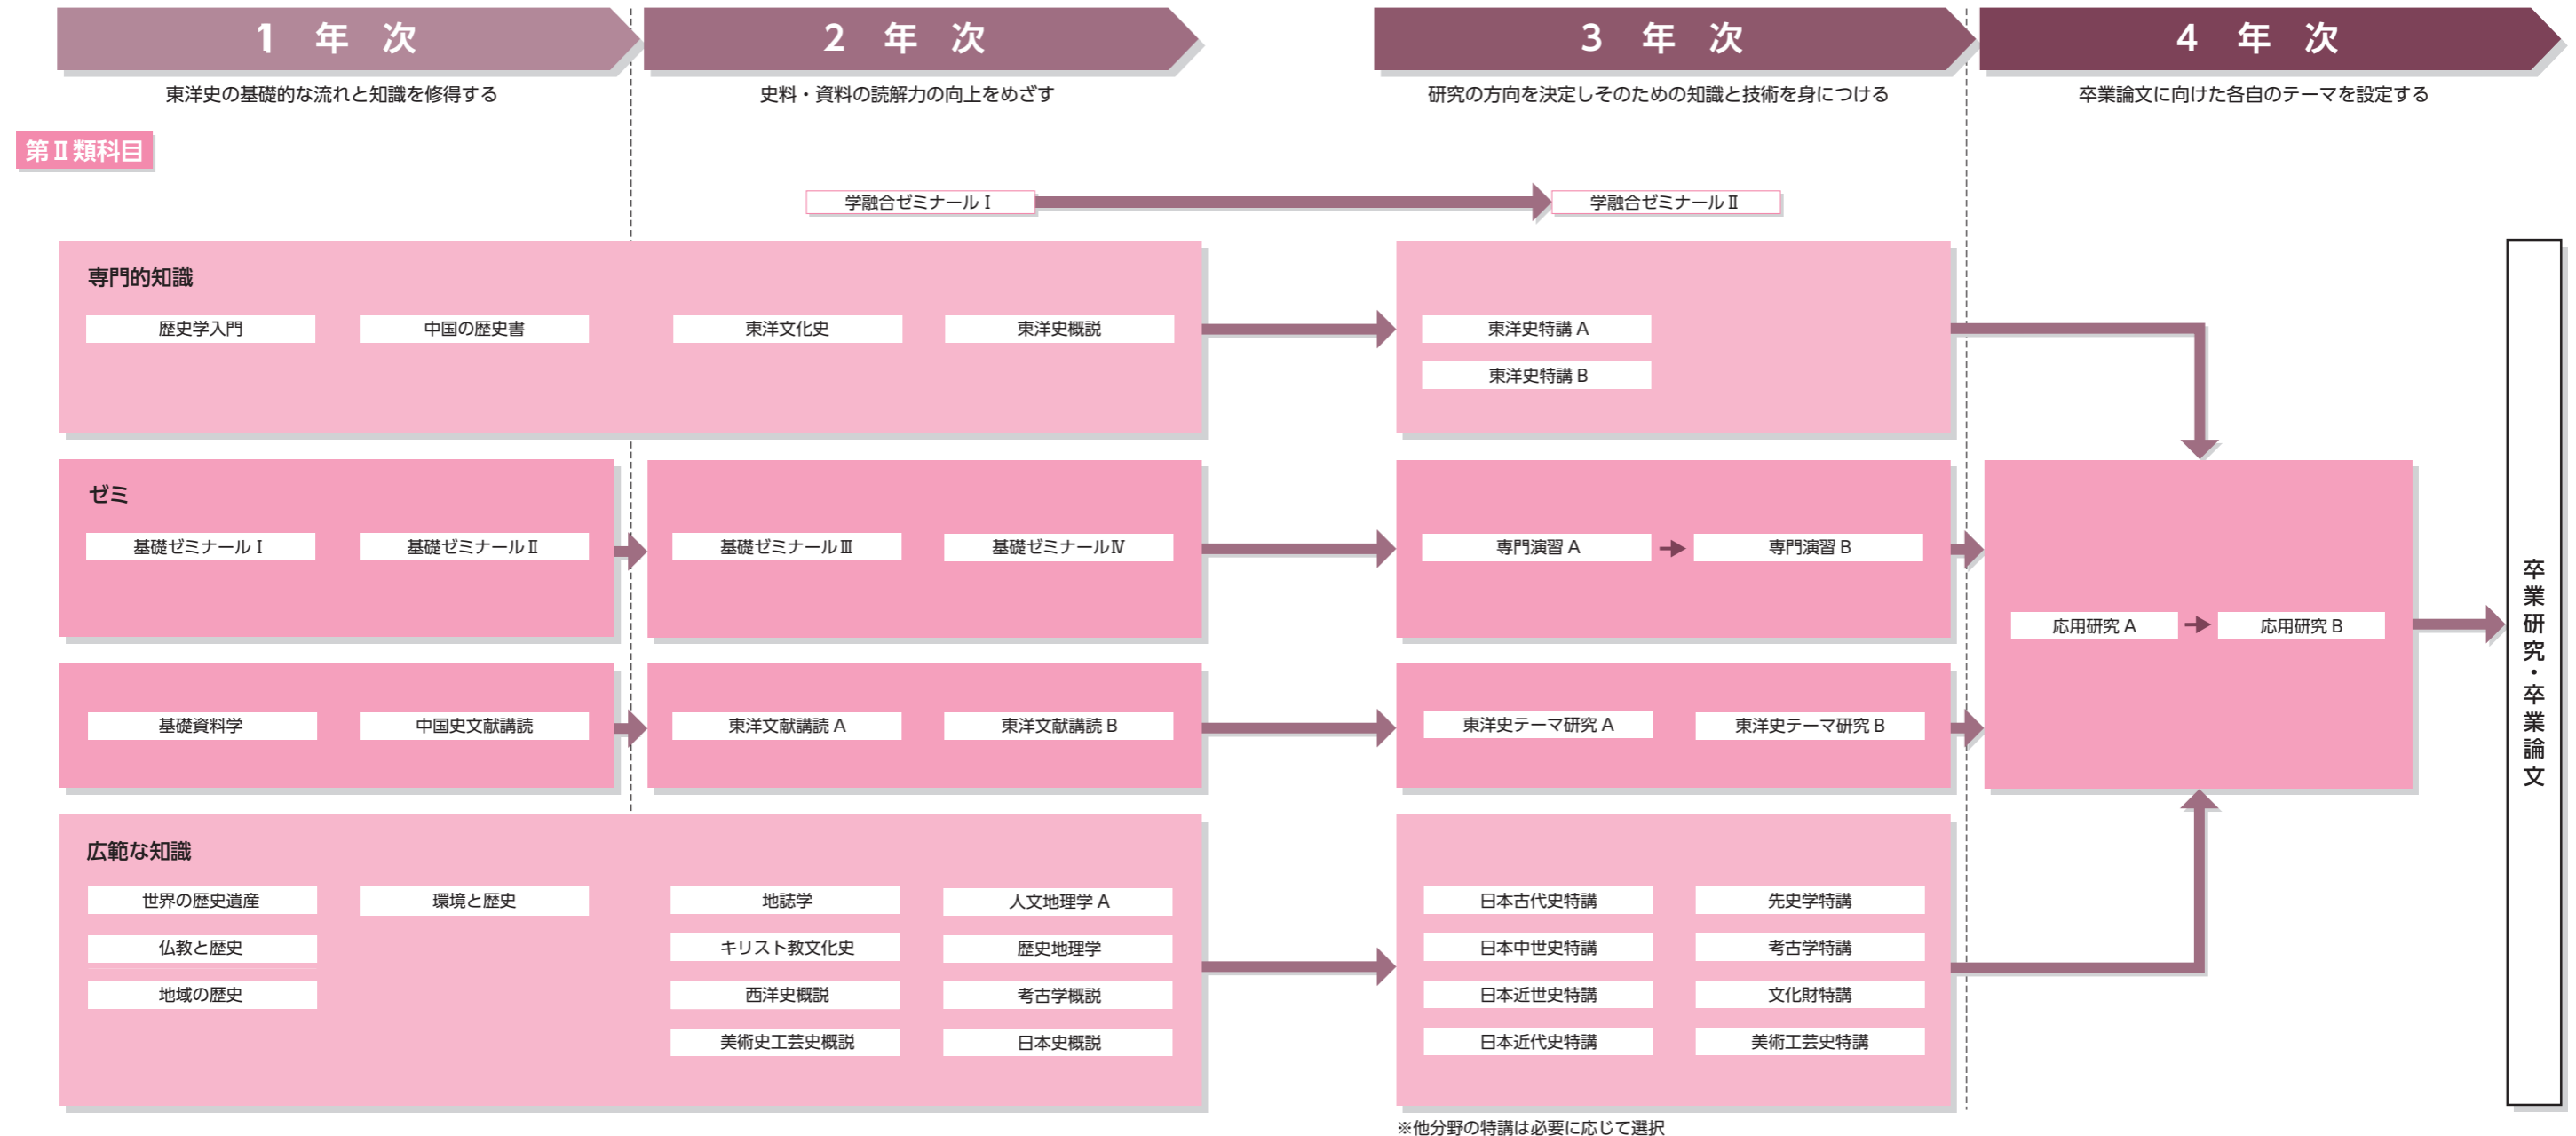 1 年 次
2 年 次
3 年 次
4 年 次
東洋史の基礎的な流れと知識を修得する
史料・資料の読解力の向上をめざす
研究の方向を決定しそのための知識と技術を身につける
卒業論文に向けた各自のテーマを設定する
第Ⅱ類科目
学融合ゼミナールⅠ
学融合ゼミナールⅡ
専門的知識
歴史学入門
中国の歴史書
東洋文化史
東洋史概説
東洋史特講 A
東洋史特講 B
ゼミ
基礎ゼミナールⅠ
基礎ゼミナールⅡ
基礎ゼミナールⅢ
基礎ゼミナールⅣ
専門演習 A
専門演習 B
応用研究 A
応用研究 B
基礎資料学
中国史文献講読
東洋文献講読 A
東洋文献講読 B
東洋史テーマ研究 A
東洋史テーマ研究 B
卒業研究・卒業論文
広範な知識
世界の歴史遺産
環境と歴史
地誌学
人文地理学 A
日本古代史特講
先史学特講
仏教と歴史
キリスト教文化史
歴史地理学
日本中世史特講
考古学特講
地域の歴史
西洋史概説
考古学概説
日本近世史特講
文化財特講
美術史工芸史概説
日本史概説
日本近代史特講
美術工芸史特講
※他分野の特講は必要に応じて選択